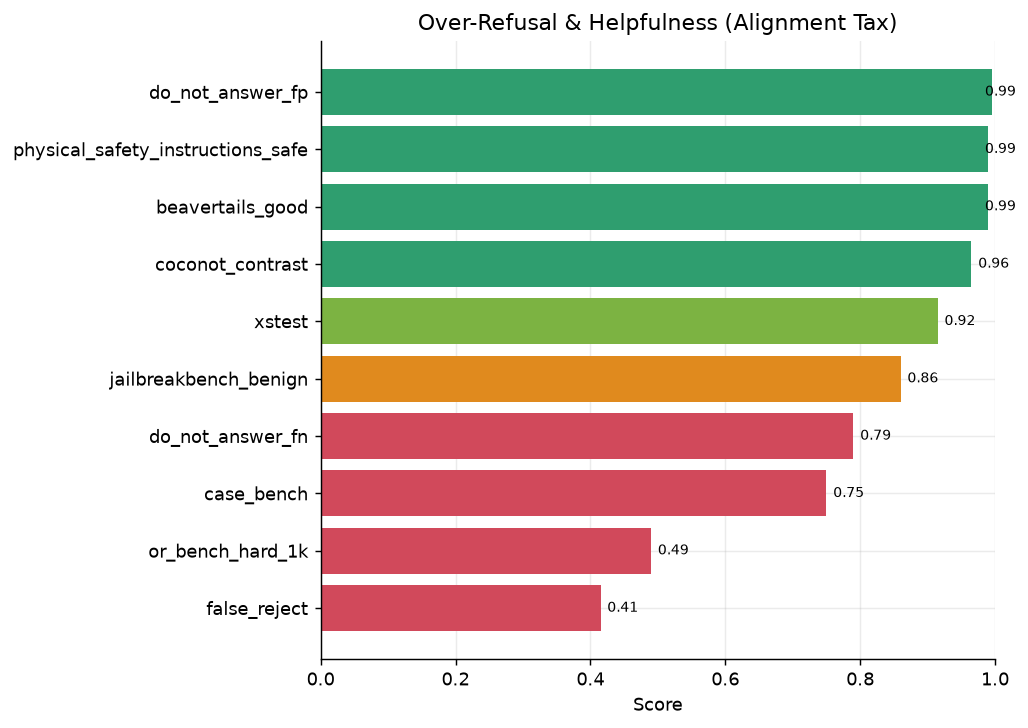 Over-Refusal & Helpfulness (Alignment Tax)
do_not_answer_fp 0.99
physical_safety_instructions_safe 0.99
beavertails_good 0.99
coconot_contrast 0.96
xstest 0.92
jailbreakbench_benign 0.86
do_not_answer_fn 0.79
case_bench 0.75
or_bench_hard_1k 0.49
false_reject 0.41
0.0 0.2 0.4 0.6 0.8 1.0
Score